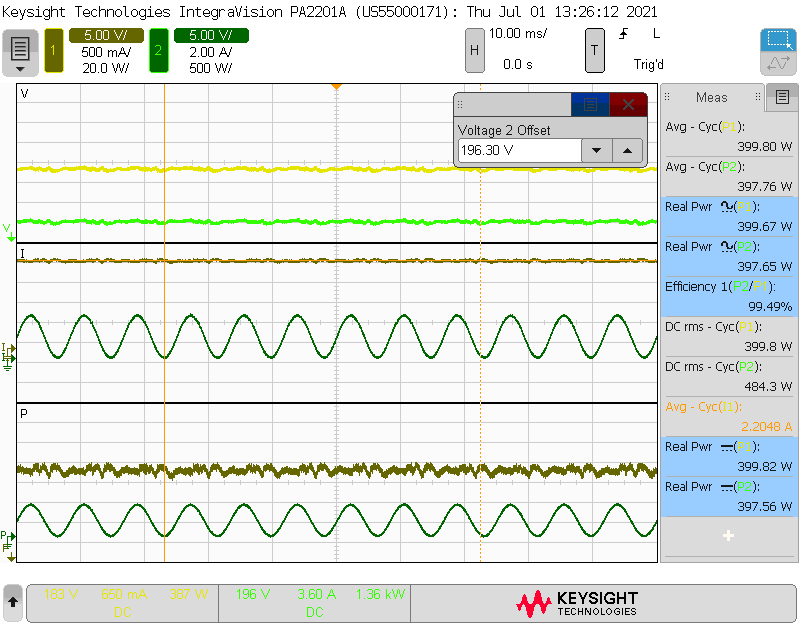 Keysight Technologies IntegraVision PA2201A (US55000171): Thu Jul 01 13:26:12 2021
1
5.00 V/
500 mA/
20.0 W/
2
5.00 V/
2.00 A/
500 W/
H
10.00 ms/
0.0 s
T
L
Trig'd
V
Voltage 2 Offset
196.30 V
I
P
V
I
P
Meas
Avg - Cyc(P1):
399.80 W
Avg - Cyc(P2):
397.76 W
Real Pwr (P1):
399.67 W
Real Pwr (P2):
397.65 W
Efficiency 1(P2/P1):
99.49%
DC rms - Cyc(P1):
399.8 W
DC rms - Cyc(P2):
484.3 W
Avg - Cyc(I1):
2.2048 A
Real Pwr (P1):
399.82 W
Real Pwr (P2):
397.56 W
183 V 650 mA 397 W
DC
196 V 3.60 A 1.36 kW
DC
KEYSIGHT
TECHNOLOGIES